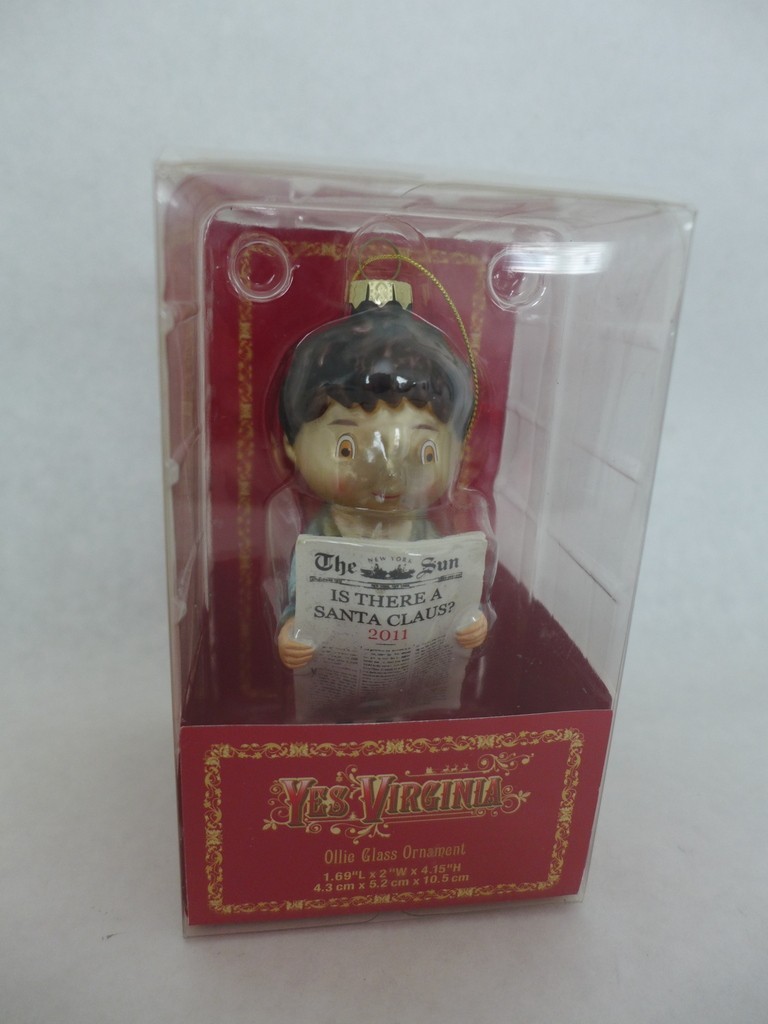 The NEW YORK Sun
IS THERE A
SANTA CLAUS?
2011
YES VIRGINIA
Ollie Glass Ornament
1.69"L x 2"W x 4.15"H
4.3 cm x 5.2 cm x 10.5 cm